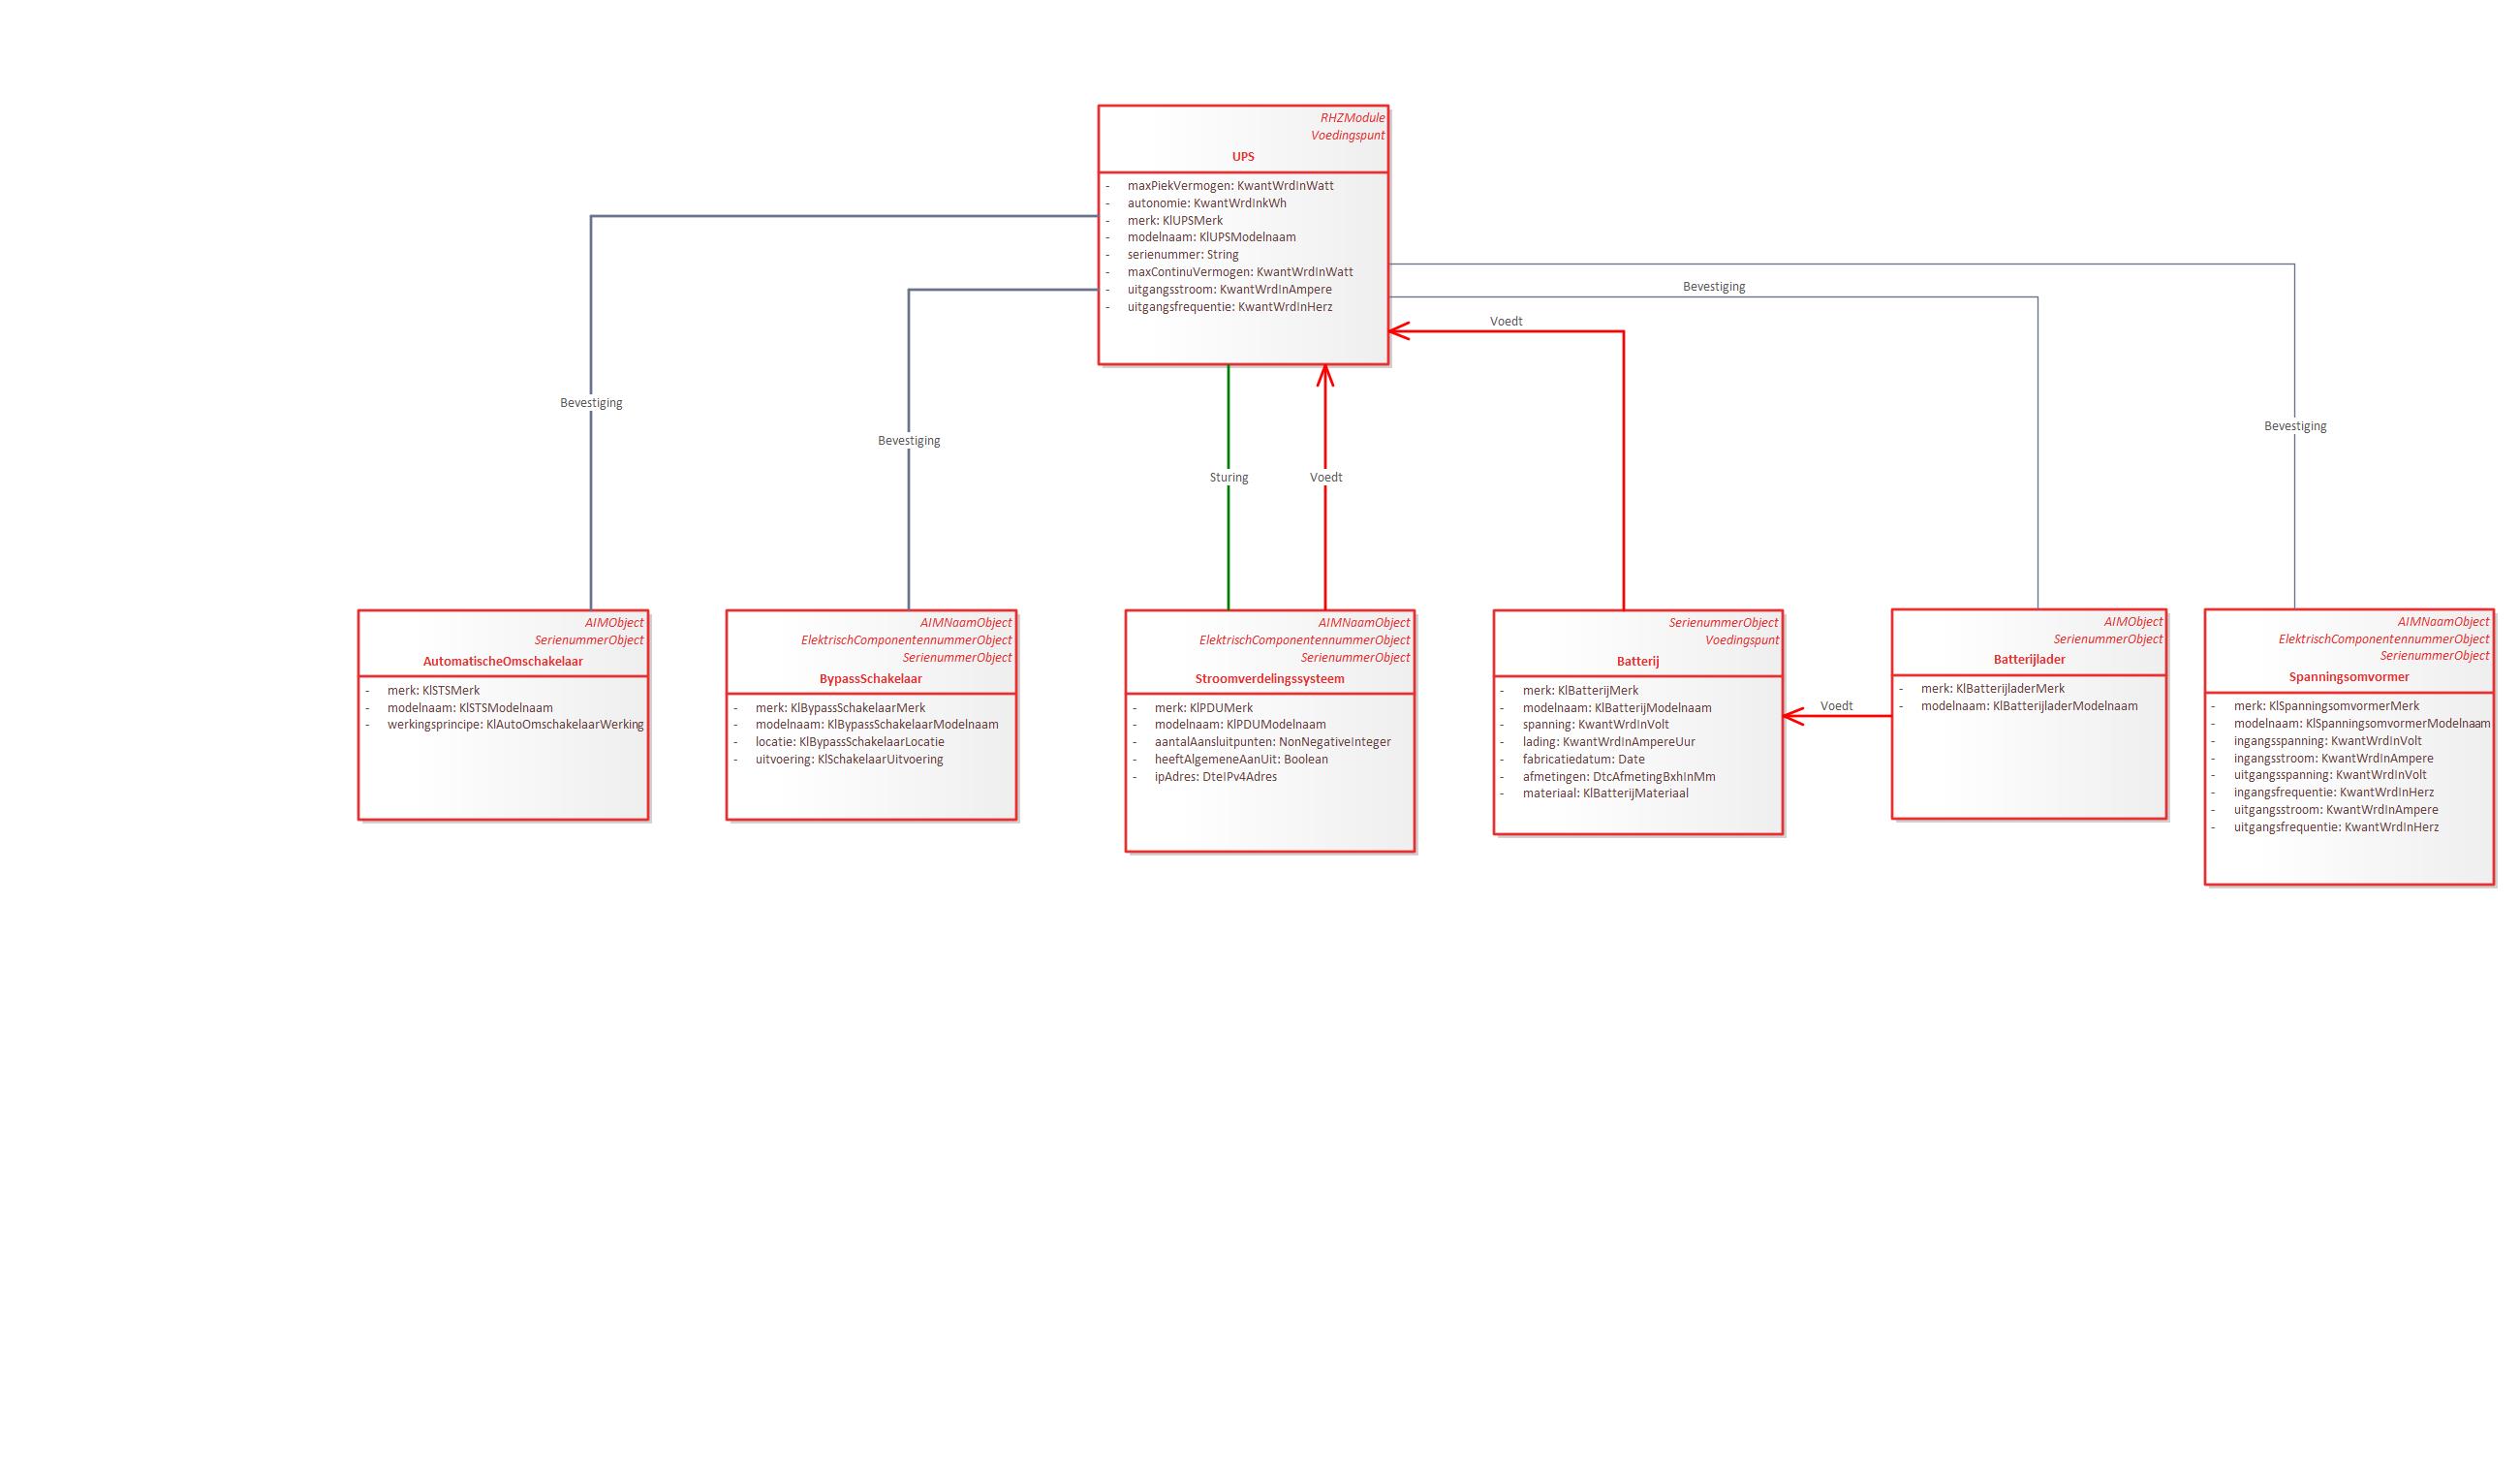 RHZModule
Voedingspunt
UPS
- maxPiekVermogen: KwantWrdInWatt
- autonomie: KwantWrdInkWh
- merk: KlUPSMerk
- modelnaam: KlUPSModelnaam
- serienummer: String
- maxContinuVermogen: KwantWrdInWatt
- uitgangsstroom: KwantWrdInAmpere
- uitgangsfrequentie: KwantWrdInHerz
Bevestiging
Voedt
Bevestiging
Bevestiging
Bevestiging
Sturing
Voedt
AIMObject
SerienummerObject
AutomatischeOmschakelaar
- merk: KlSTSMerk
- modelnaam: KlSTSModelnaam
- werkingsprincipe: KlAutoOmschakelaarWerking
AIMNaamObject
ElektrischComponentennummerObject
SerienummerObject
BypassSchakelaar
- merk: KlBypassSchakelaarMerk
- modelnaam: KlBypassSchakelaarModelnaam
- locatie: KlBypassSchakelaarLocatie
- uitvoering: KlSchakelaarUitvoering
AIMNaamObject
ElektrischComponentennummerObject
SerienummerObject
Stroomverdelingssysteem
- merk: KlPDUMerk
- modelnaam: KlPDUModelnaam
- aantalAansluitpunten: NonNegativeInteger
- heeftAlgemeneAanUit: Boolean
- ipAdres: DteIPv4Adres
SerienummerObject
Voedingspunt
Batterij
- merk: KlBatterijMerk
- modelnaam: KlBatterijModelnaam
- spanning: KwantWrdInVolt
- lading: KwantWrdInAmpereUur
- fabricatiedatum: Date
- afmetingen: DtcAfmetingBxhInMm
- materiaal: KlBatterijMateriaal
Voedt
AIMObject
SerienummerObject
Batterijlader
- merk: KlBatterijladerMerk
- modelnaam: KlBatterijladerModelnaam
AIMNaamObject
ElektrischComponentennummerObject
SerienummerObject
Spanningsomvormer
- merk: KlSpanningsomvormerMerk
- modelnaam: KlSpanningsomvormerModelnaam
- ingangsspanning: KwantWrdInVolt
- ingangsstroom: KwantWrdInAmpere
- uitgangsspanning: KwantWrdInVolt
- ingangsfrequentie: KwantWrdInHerz
- uitgangsstroom: KwantWrdInAmpere
- uitgangsfrequentie: KwantWrdInHerz